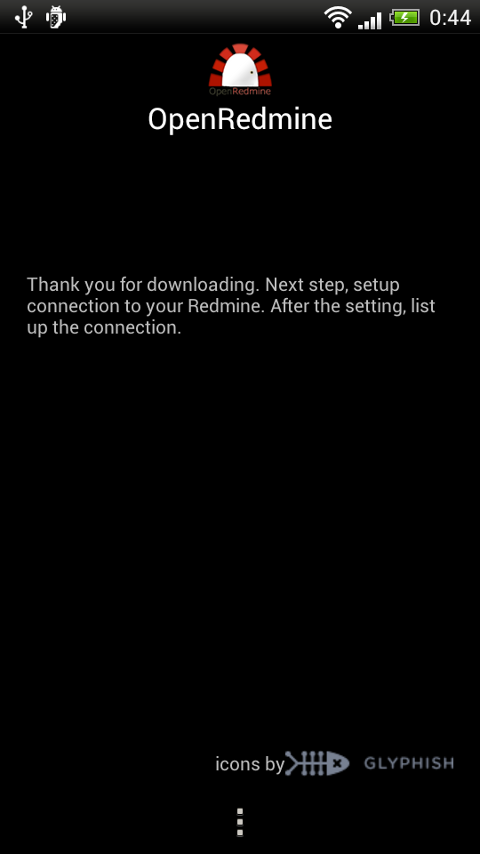 0:44
OpenRedmine
OpenRedmine
Thank you for downloading. Next step, setup
connection to your Redmine. After the setting, list
up the connection.
icons by GLYPHISH